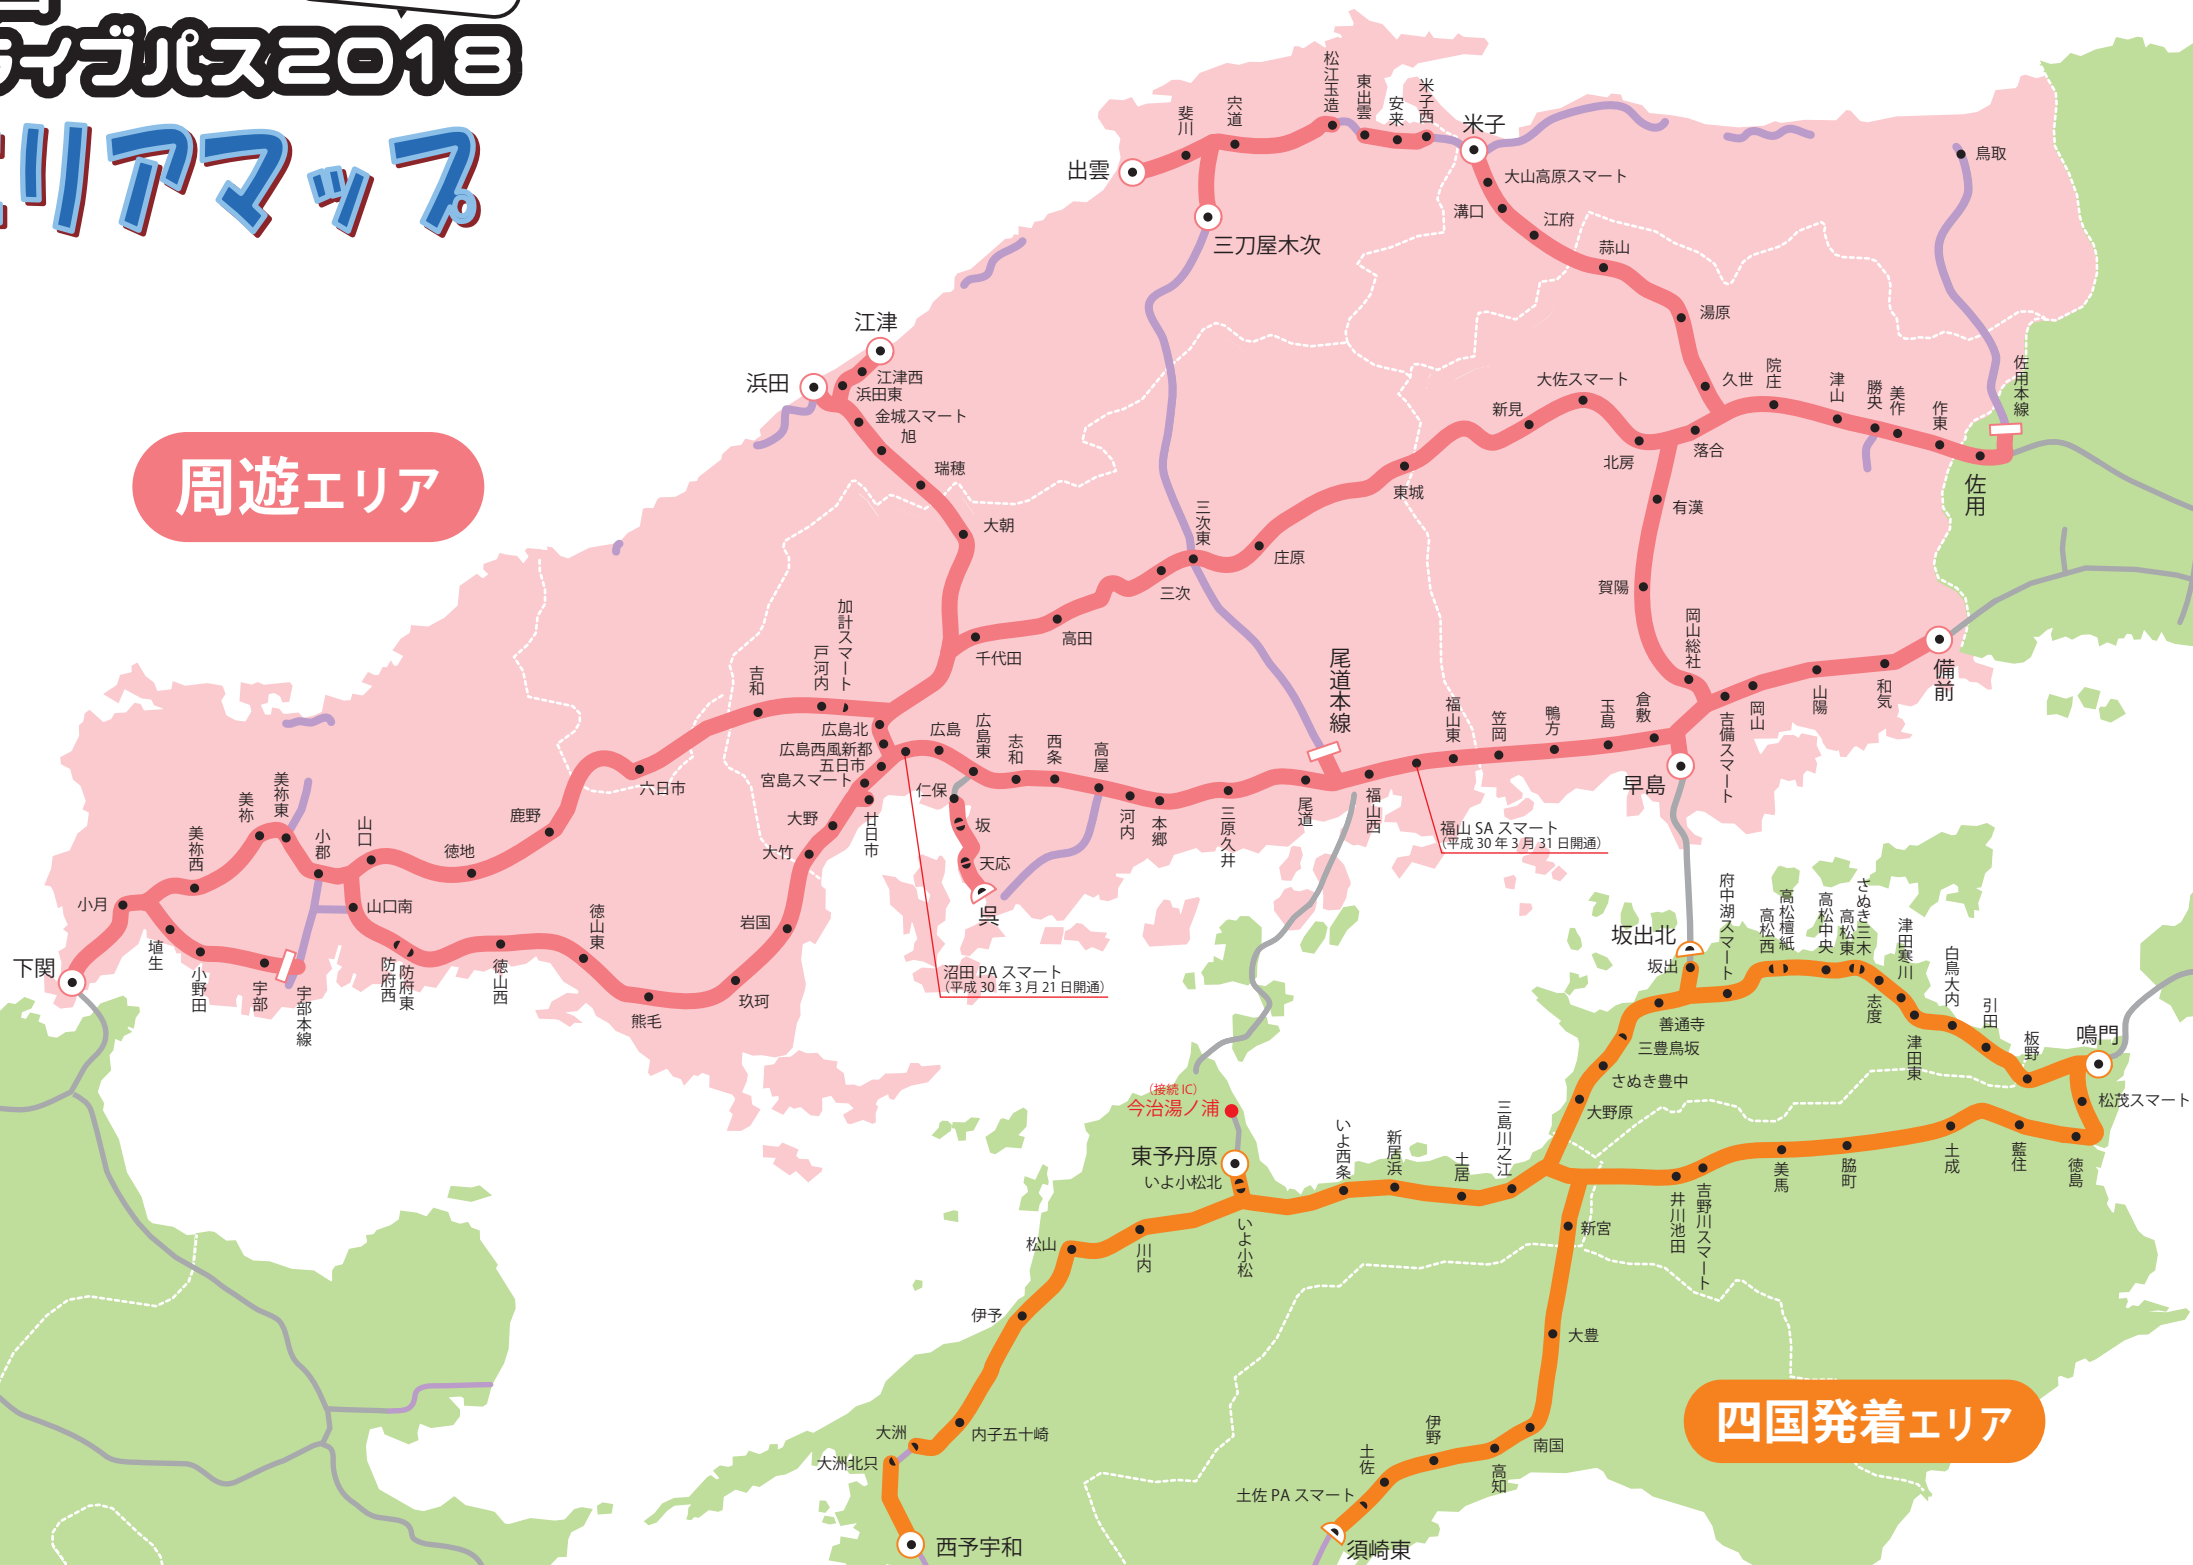 ライブパス2018
エリアマップ
周遊エリア
四国発着エリア
出雲
斐川
宍道
松江玉造
東出雲
安来
米子西
米子
三刀屋木次
大山高原スマート
溝口
江府
蒜山
湯原
久世
院庄
津山
勝央
美作
作東
佐用本線
佐用
鳥取
江津
浜田
江津西
浜田東
金城スマート
旭
瑞穂
大朝
千代田
高田
三次
三次東
庄原
東城
新見
大佐スマート
北房
落合
有漢
賀陽
岡山総社
備前
和気
山陽
岡山
吉備スマート
早島
倉敷
玉島
鴨方
笠岡
福山東
福山SAスマート
(平成30年3月31日開通)
福山西
尾道本線
尾道
三原久井
本郷
河内
高屋
西条
志和
広島東
広島
仁保
坂
天応
呉
沼田PAスマート
(平成30年3月21日開通)
加計スマート
戸河内
吉和
広島北
広島西風新都
五日市
宮島スマート
廿日市
大野
大竹
岩国
玖珂
熊毛
徳山東
徳山西
防府東
防府西
山口南
六日市
鹿野
徳地
山口
小郡
美祢東
美祢
美祢西
小月
下関
埴生
小野田
宇部
宇部本線
坂出北
坂出
府中湖スマート
高松西
高松檀紙
高松中央
高松東
さぬき三木
志度
津田寒川
津田東
白鳥大内
引田
板野
鳴門
松茂スマート
徳島
藍住
土成
脇町
美馬
吉野川スマート
井川池田
善通寺
三豊鳥坂
さぬき豊中
大野原
三島川之江
土居
新居浜
いよ西条
(接続IC)
今治湯ノ浦
東予丹原
いよ小松北
いよ小松
川内
松山
伊予
内子五十崎
大洲
大洲北只
西予宇和
新宮
大豊
南国
高知
伊野
土佐
土佐PAスマート
須崎東